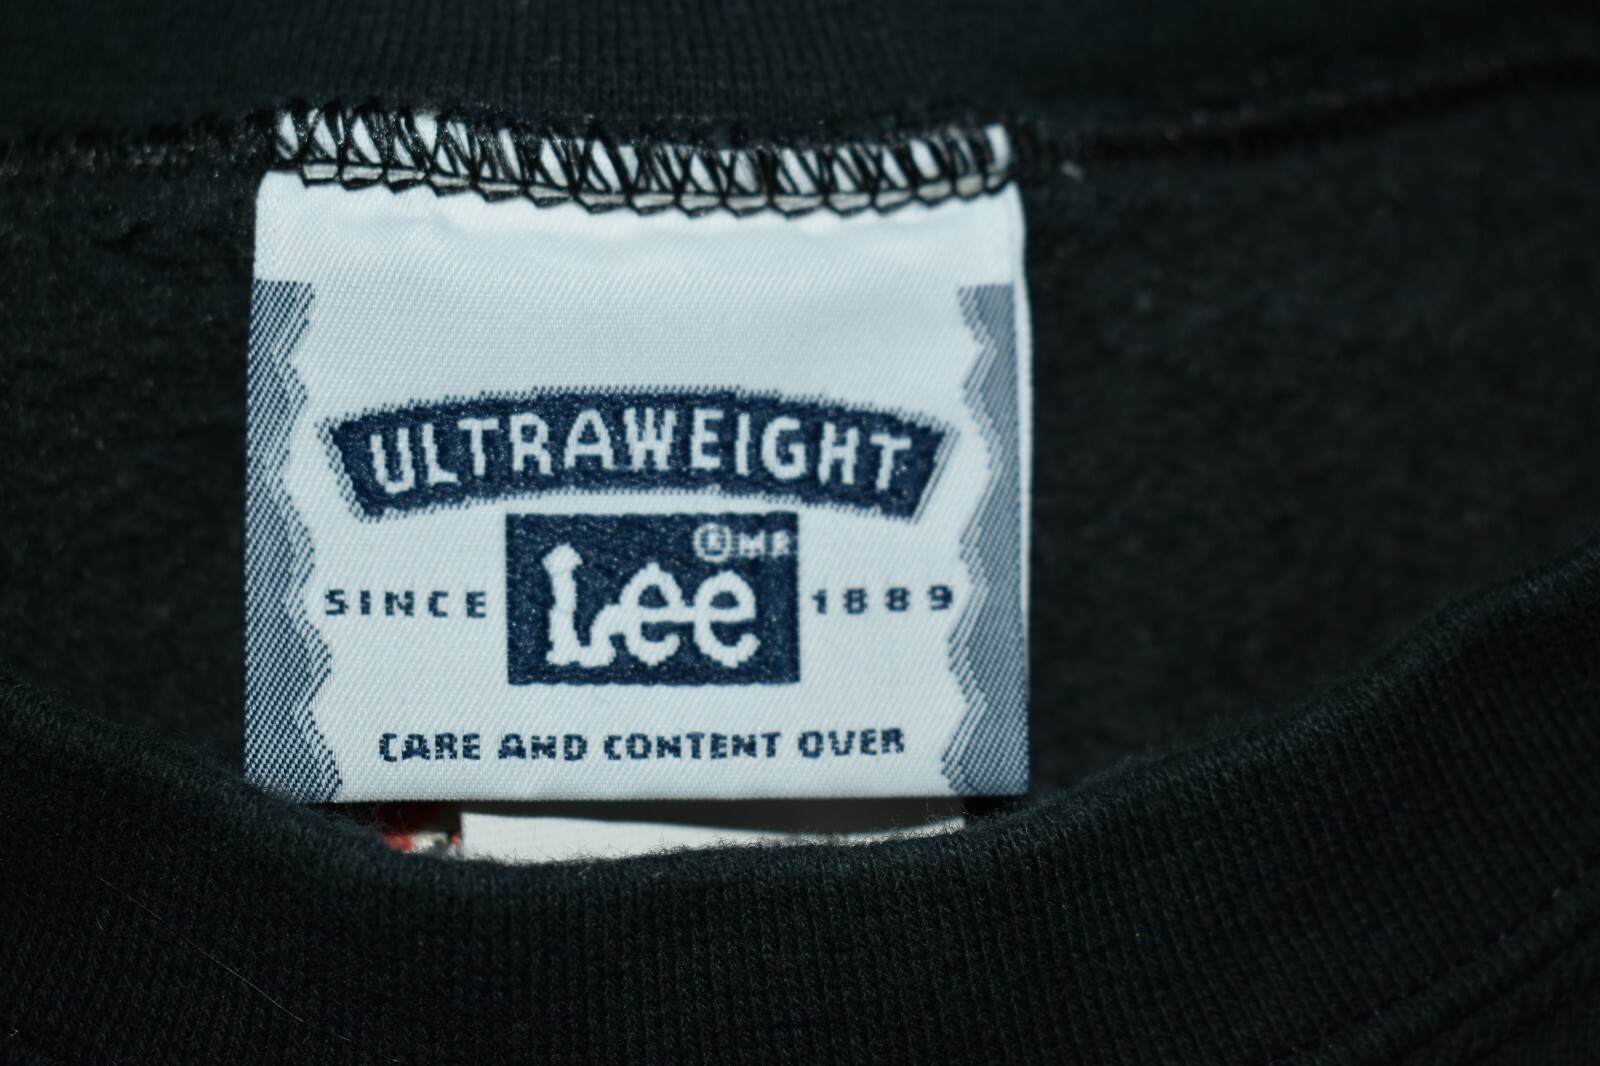 ULTRAWEIGHT
Lee ® MR
SINCE 1889
CARE AND CONTENT OVER